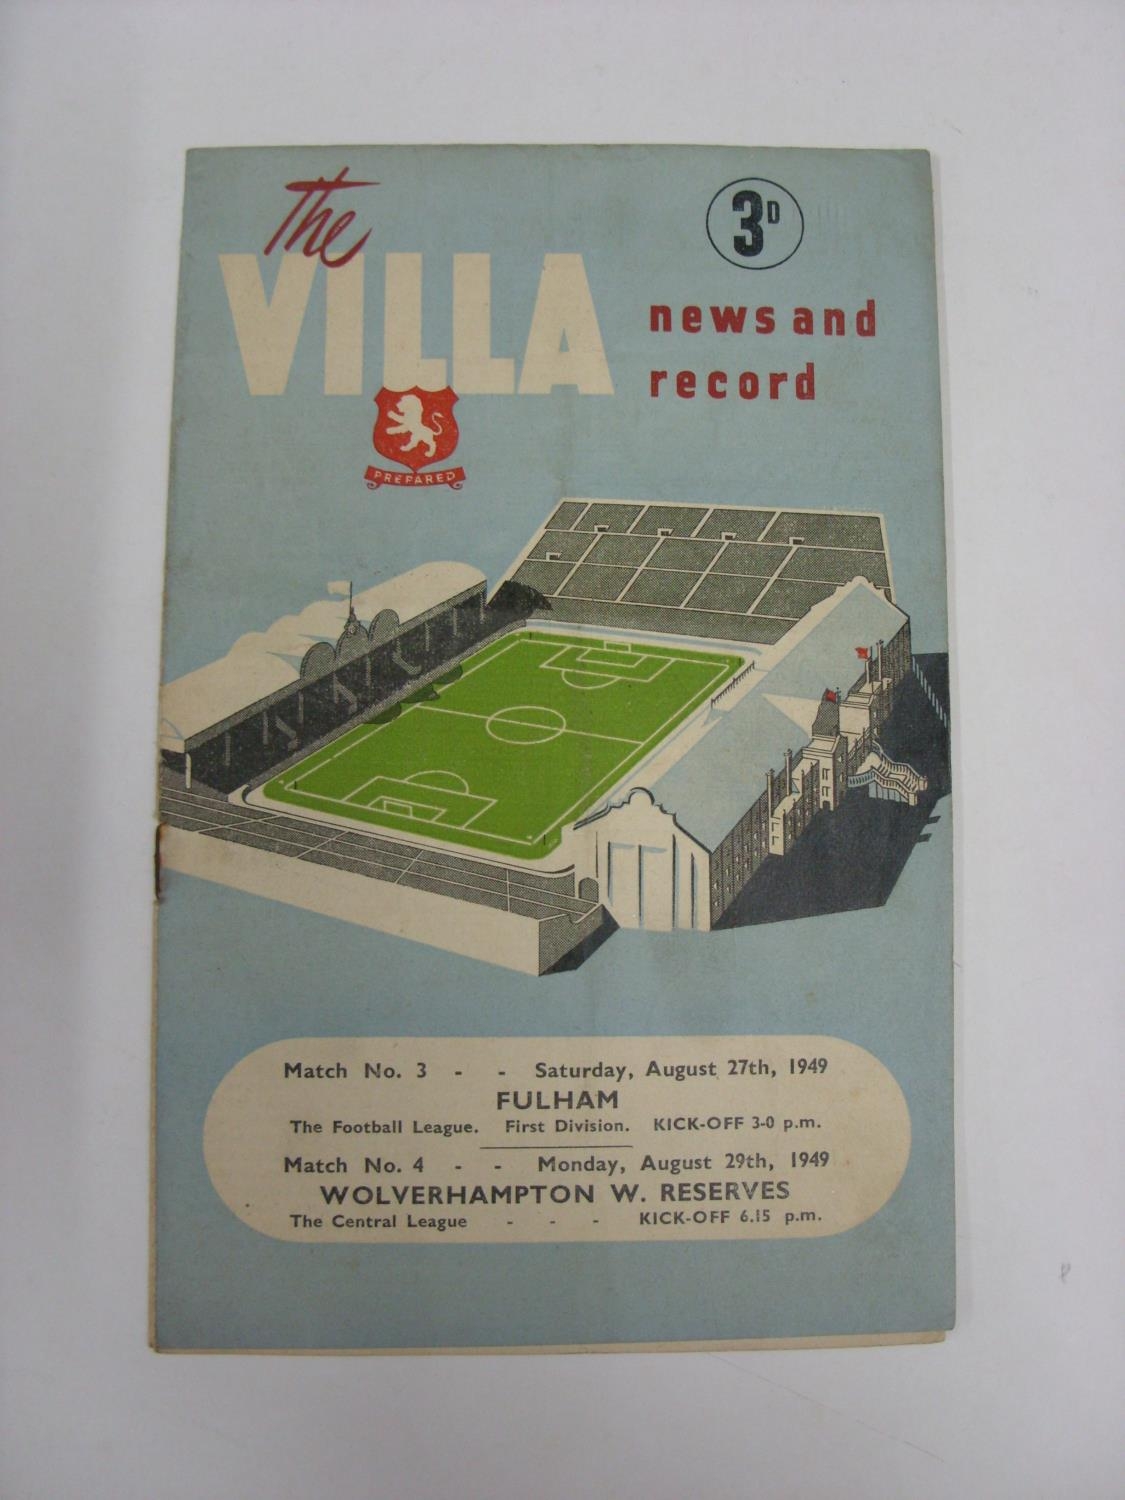 The
VILLA
3D
news and
record
PREPARED
Match No. 3 - - Saturday, August 27th, 1949
FULHAM
The Football League. First Division. KICK-OFF 3-0 p.m.
Match No. 4 - - Monday, August 29th, 1949
WOLVERHAMPTON W. RESERVES
The Central League - - - KICK-OFF 6.15 p.m.